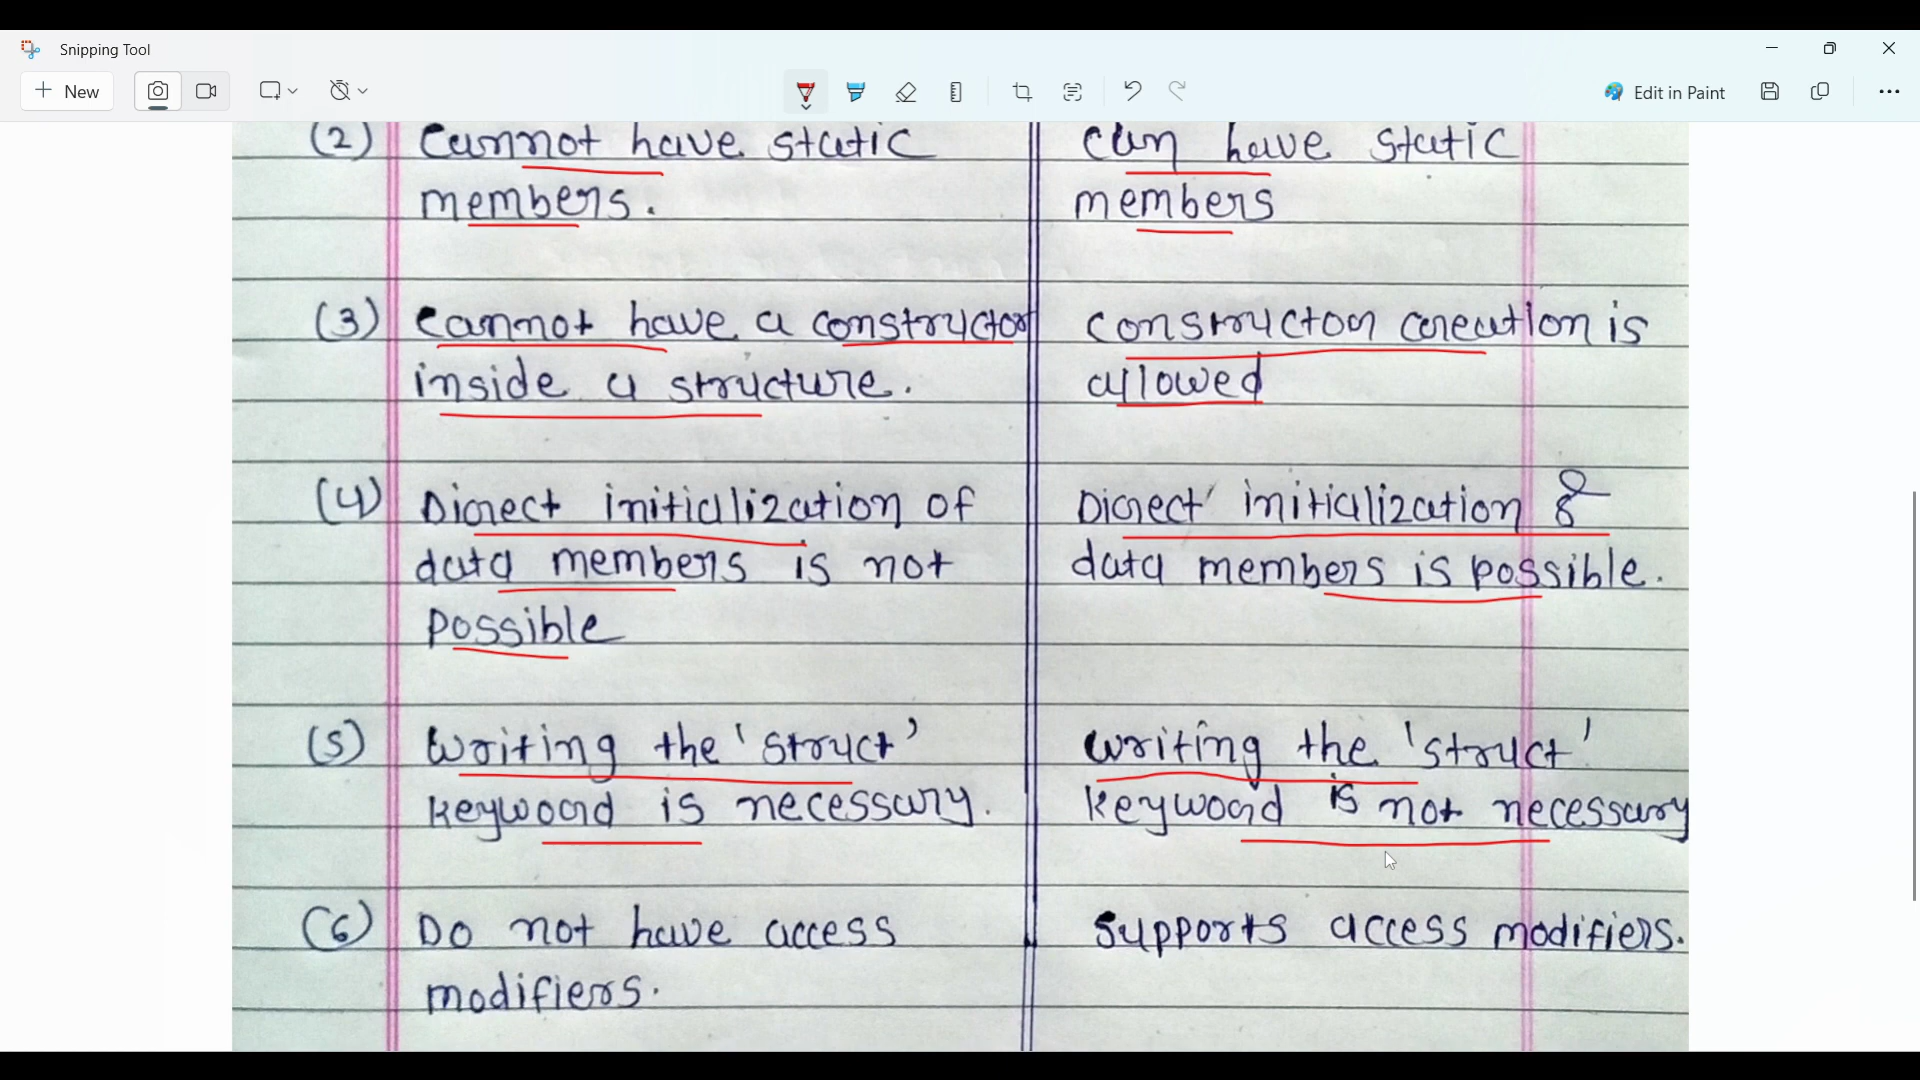 Snipping Tool
New
Edit in Paint
(2) Cannot have static
members.
can have static
members
(3) Cannot have a constructor
inside a structure.
Constructor creation is
allowed
(4) Direct initialization of
data members is not
possible
Direct initialization &
data members is possible.
(5) Writing the 'struct'
keyword is necessary.
writing the 'struct'
keyword is not necessary
(6) Do not have access
modifiers.
Supports access modifiers.